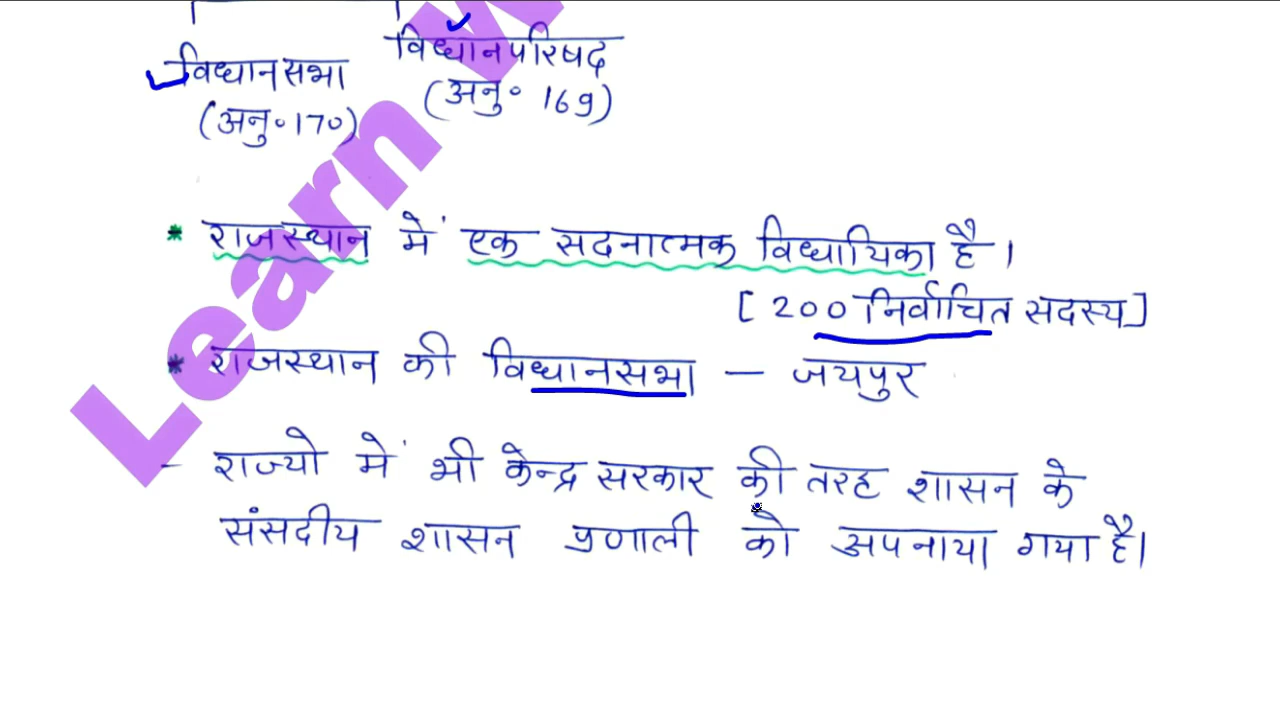 विधानसभा विधानपरिषद
(अनु॰170) (अनु॰ 169)
* राजस्थान में एक सदनात्मक विधायिका है।
[200 निर्वाचित सदस्य]
* राजस्थान की विधानसभा — जयपुर
- राज्यो में भी केन्द्र सरकार की तरह शासन के
संसदीय शासन प्रणाली को अपनाया गया है।
Learn